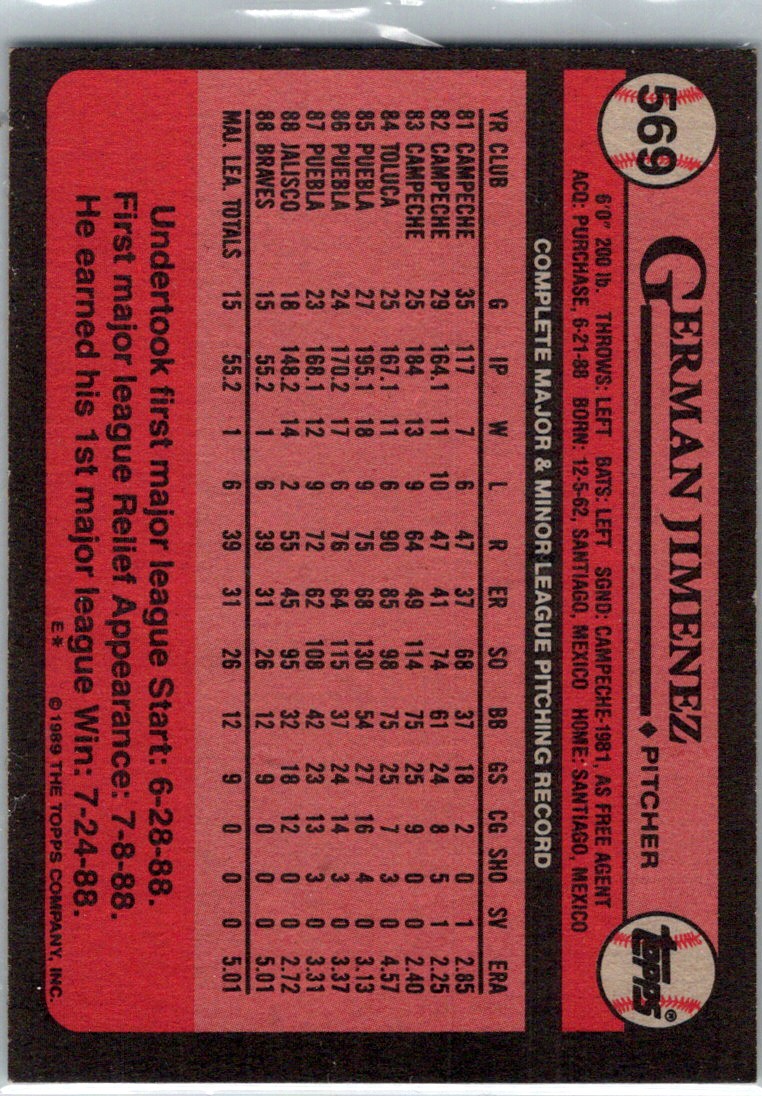 569
GERMAN JIMENEZ ♦ PITCHER
TOPPS®
6'0" 200 lb. THROWS: LEFT BATS: LEFT SGND: CAMPECHE-1981, AS FREE AGENT
ACQ: PURCHASE, 6-21-88 BORN: 12-5-62, SANTIAGO, MEXICO HOME: SANTIAGO, MEXICO
COMPLETE MAJOR & MINOR LEAGUE PITCHING RECORD
YR CLUB G IP W L R ER SO BB GS CG SHO SV ERA
81 CAMPECHE 35 117 7 6 47 37 68 37 18 2 0 1 2.85
82 CAMPECHE 29 164.1 11 10 47 41 74 61 24 8 5 1 2.25
83 CAMPECHE 25 184 13 9 64 49 114 75 25 9 0 0 2.40
84 TOLUCA 25 167.1 11 6 90 85 98 75 25 7 3 0 4.57
85 PUEBLA 27 195.1 18 9 75 68 130 54 27 16 4 0 3.13
86 PUEBLA 24 170.2 17 6 76 64 115 37 24 14 3 0 3.37
87 PUEBLA 23 168.1 12 9 72 62 108 42 23 13 3 0 3.31
88 JALISCO 18 148.2 14 2 55 45 95 32 18 12 0 0 2.72
88 BRAVES 15 55.2 1 6 39 31 26 12 9 0 0 0 5.01
MAJ. LEA. TOTALS 15 55.2 1 6 39 31 26 12 9 0 0 0 5.01
Undertook first major league Start: 6-28-88.
First major league Relief Appearance: 7-8-88.
He earned his 1st major league Win: 7-24-88.
E* ©1989 THE TOPPS COMPANY, INC.